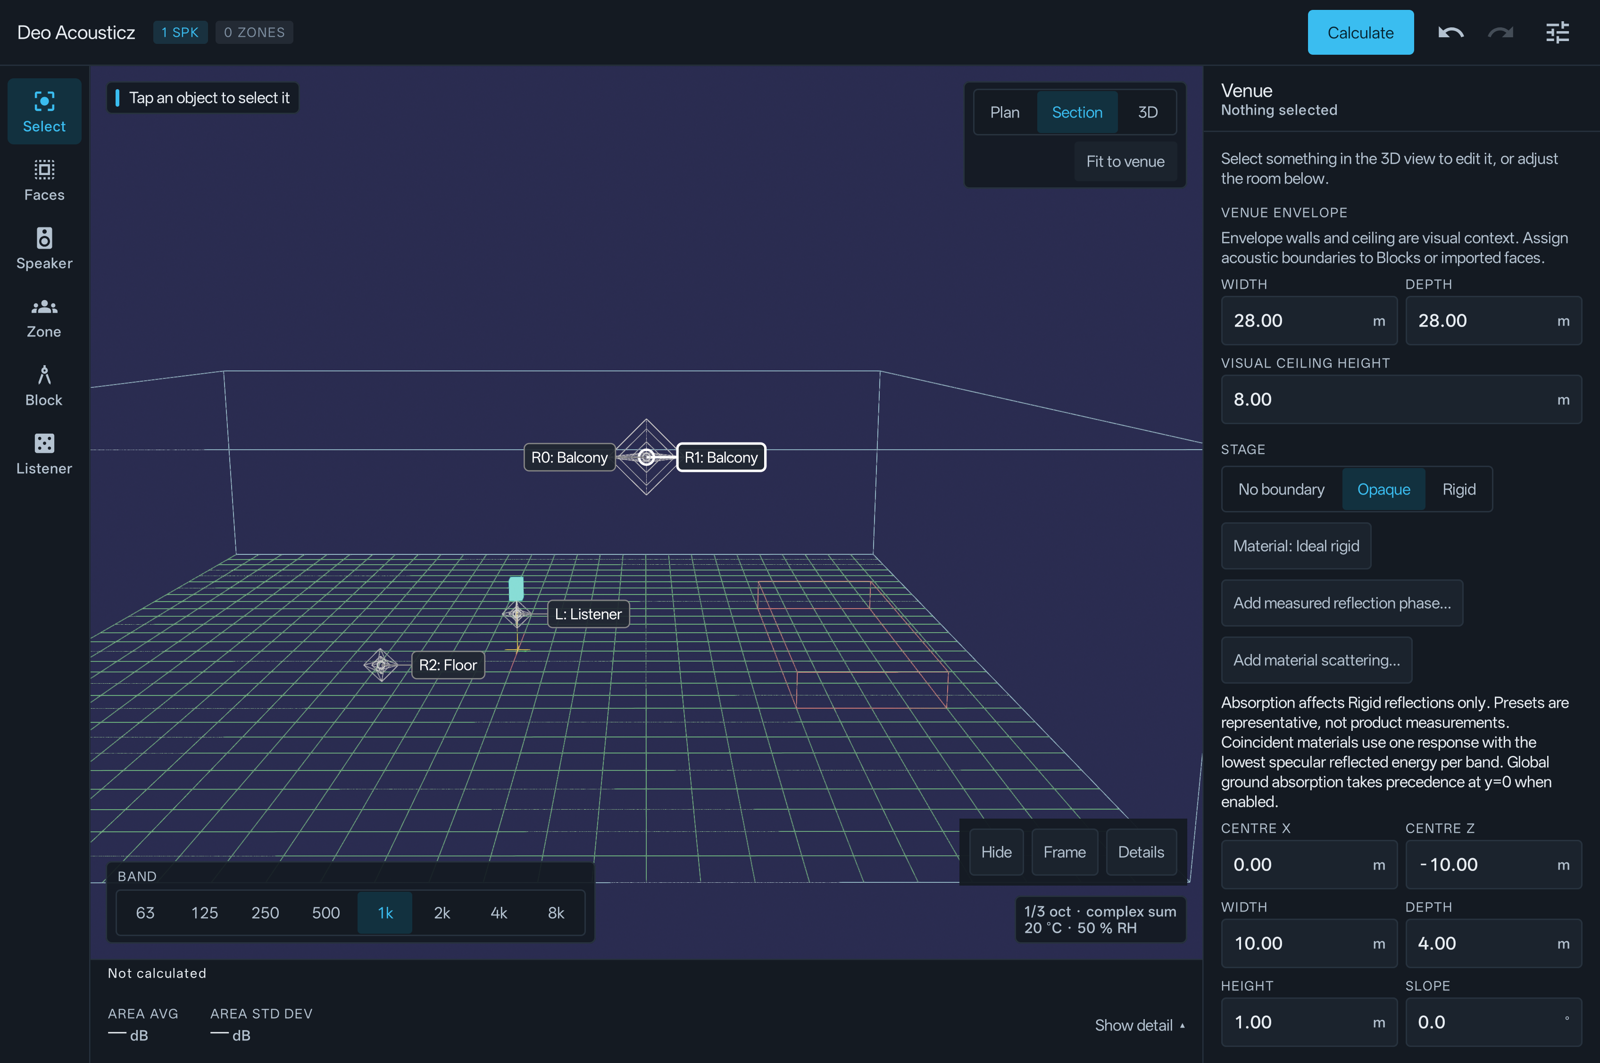 Deo Acousticz
1 SPK
0 ZONES
Calculate
Select
Faces
Speaker
Zone
Block
Listener
Tap an object to select it
Plan
Section
3D
Fit to venue
R0: Balcony
R1: Balcony
L: Listener
R2: Floor
Hide
Frame
Details
BAND
63
125
250
500
1k
2k
4k
8k
1/3 oct · complex sum
20 °C · 50 % RH
Not calculated
AREA AVG
— dB
AREA STD DEV
— dB
Show detail ▴
Venue
Nothing selected
Select something in the 3D view to edit it, or adjust
the room below.
VENUE ENVELOPE
Envelope walls and ceiling are visual context. Assign
acoustic boundaries to Blocks or imported faces.
WIDTH
28.00 m
DEPTH
28.00 m
VISUAL CEILING HEIGHT
8.00 m
STAGE
No boundary
Opaque
Rigid
Material: Ideal rigid
Add measured reflection phase...
Add material scattering...
Absorption affects Rigid reflections only. Presets are
representative, not product measurements.
Coincident materials use one response with the
lowest specular reflected energy per band. Global
ground absorption takes precedence at y=0 when
enabled.
CENTRE X
0.00 m
CENTRE Z
-10.00 m
WIDTH
10.00 m
DEPTH
4.00 m
HEIGHT
1.00 m
SLOPE
0.0 °